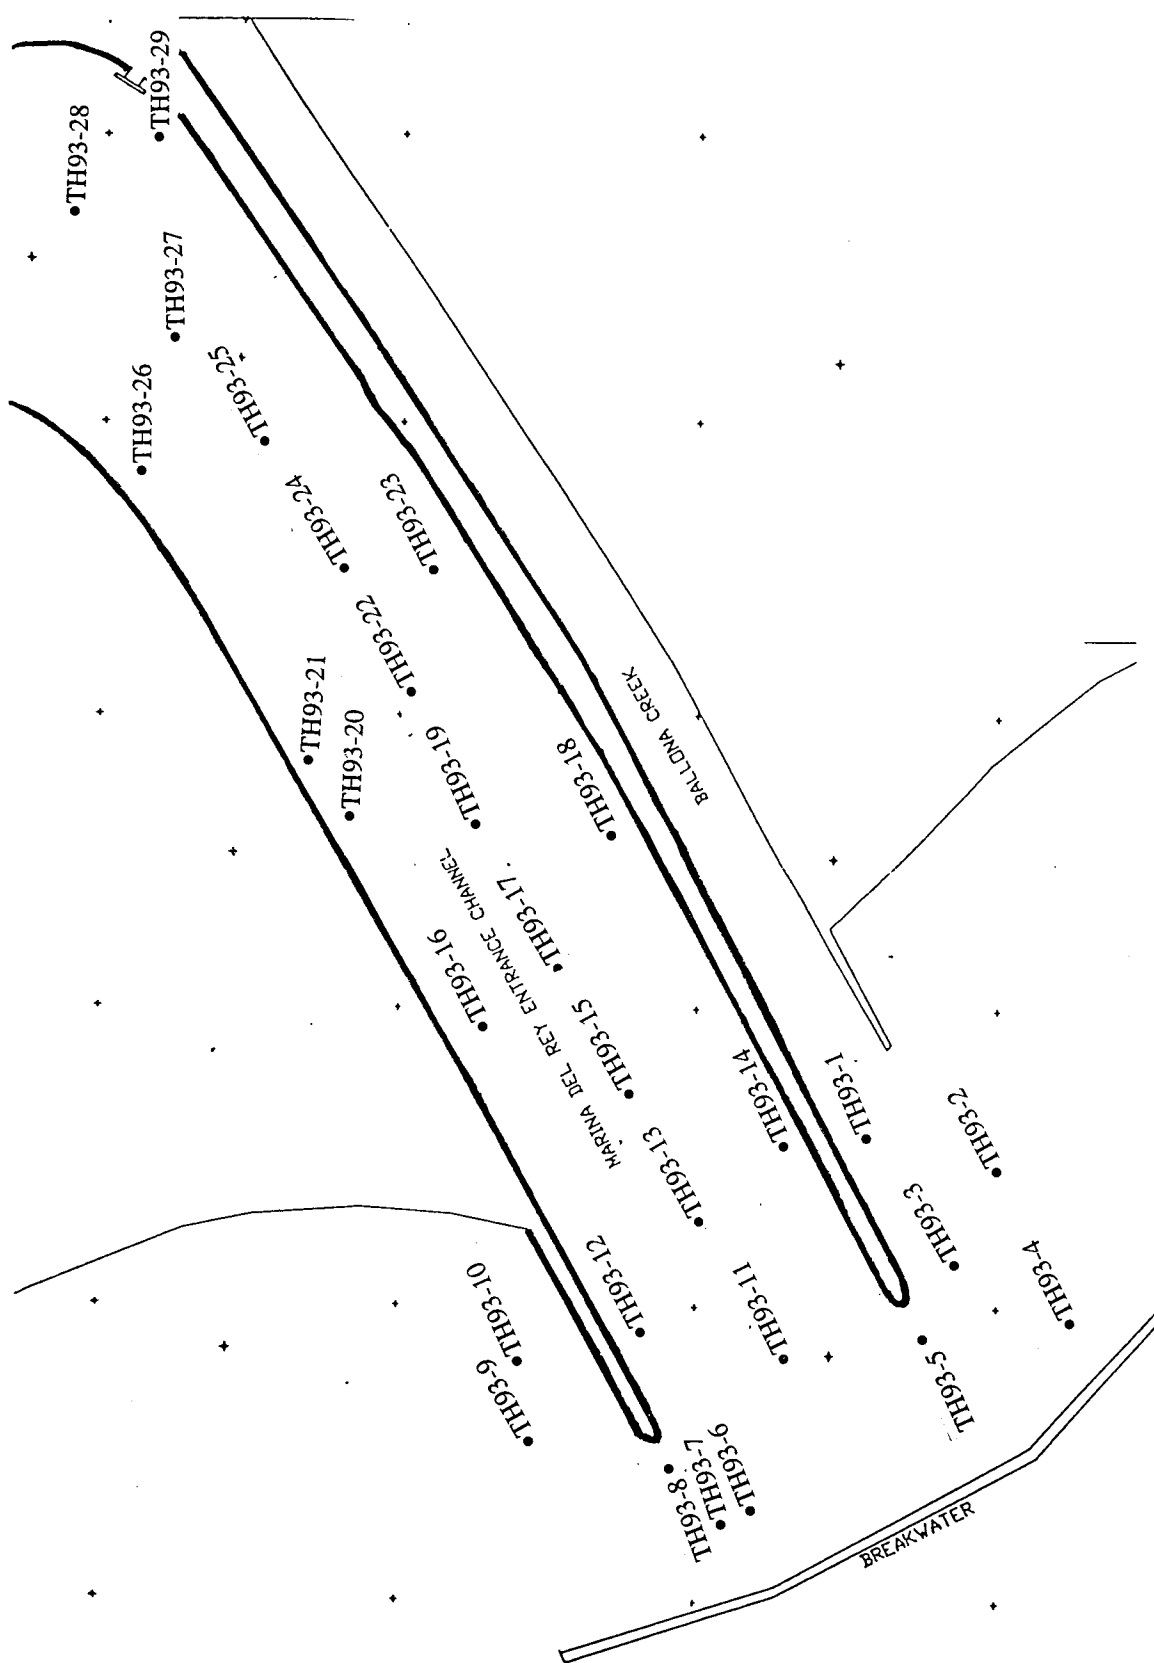 TH93-29
TH93-28
TH93-27
TH93-26
TH93-25
TH93-24
TH93-23
TH93-22
TH93-21
TH93-20
TH93-19
TH93-18
BALLONA CREEK
TH93-17
TH93-16
MARINA DEL REY ENTRANCE CHANNEL
TH93-15
TH93-14
TH93-13
TH93-1
TH93-2
TH93-3
TH93-4
TH93-12
TH93-11
TH93-10
TH93-9
TH93-5
TH93-8
TH93-7
TH93-6
BREAKWATER